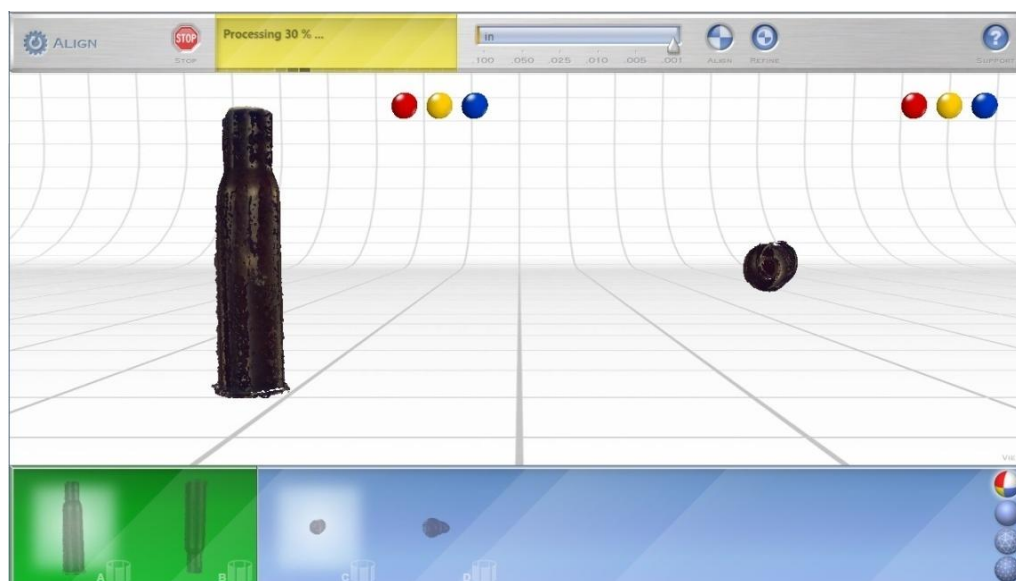 ALIGN
STOP
STOP
Processing 30 % ...
in
.100 .050 .025 .010 .005 .001
ALIGN
REFINE
?
SUPPORT
A
B
C
D